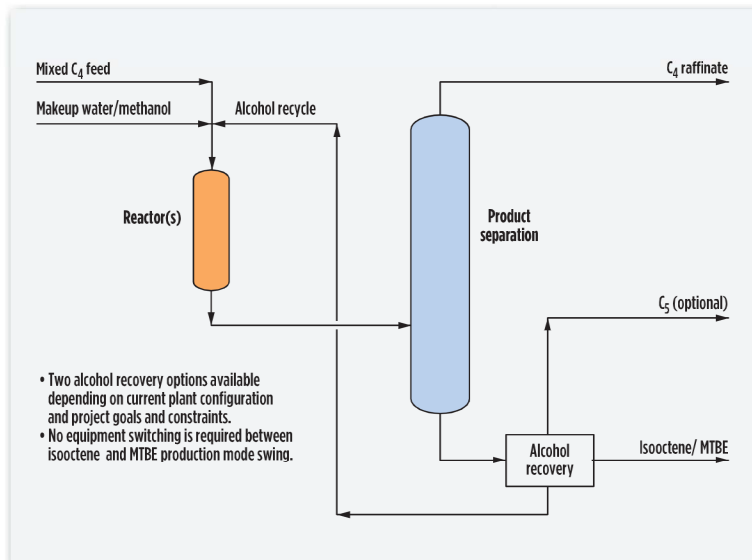 Mixed C₄ feed
C₄ raffinate
Makeup water/methanol
Alcohol recycle
Reactor(s)
Product
separation
C₅ (optional)
• Two alcohol recovery options available
depending on current plant configuration
and project goals and constraints.
• No equipment switching is required between
isooctene and MTBE production mode swing.
Alcohol
recovery
Isooctene/ MTBE